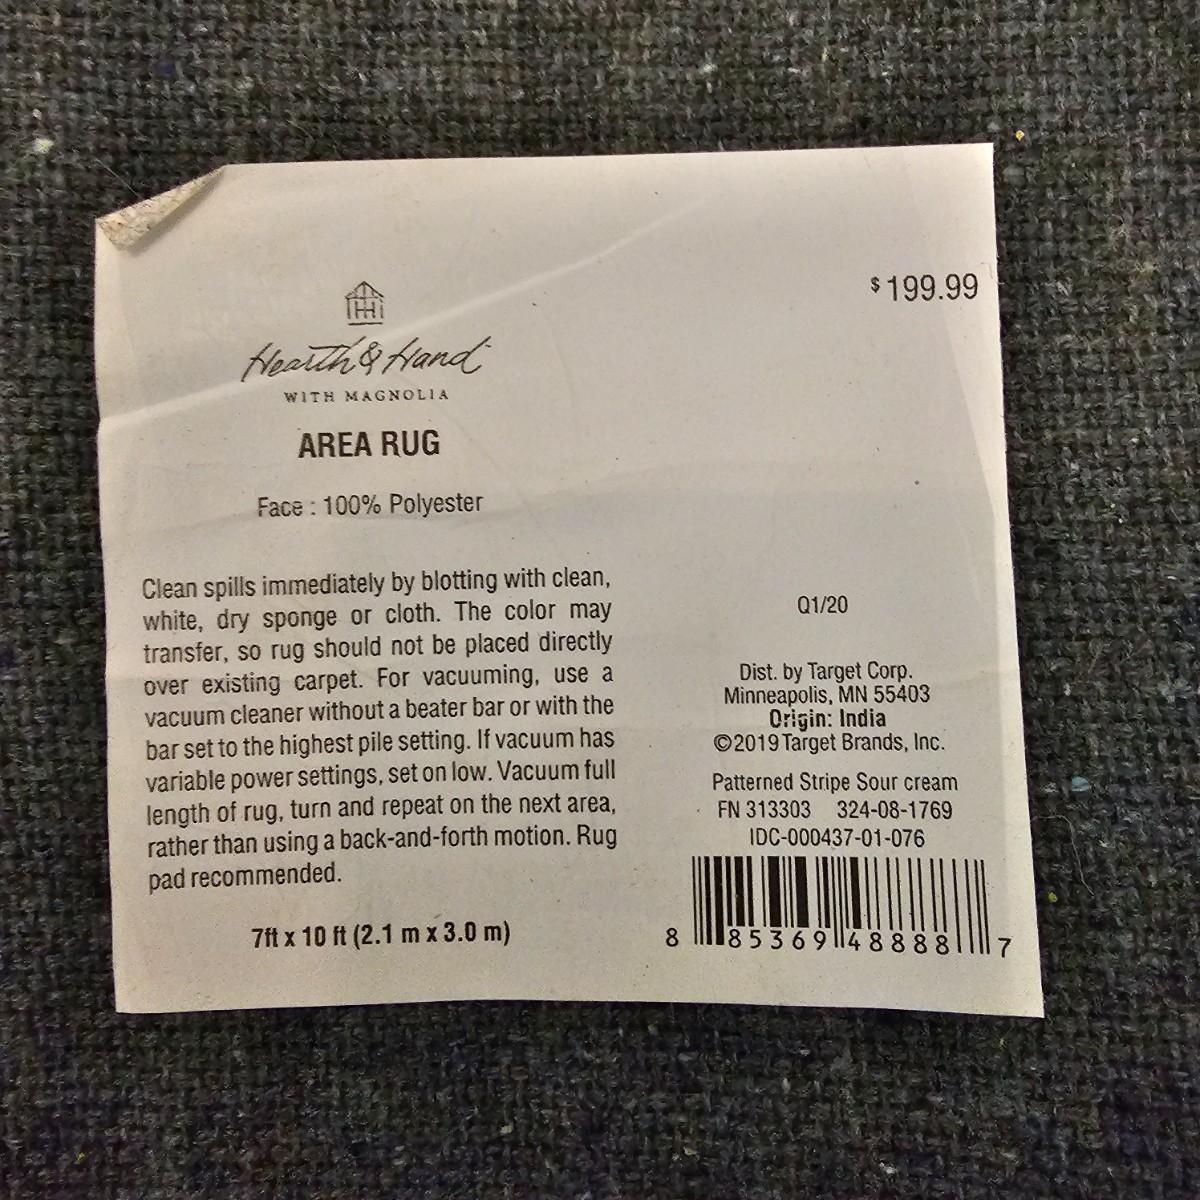 $199.99
Hearth & Hand
WITH MAGNOLIA
AREA RUG
Face : 100% Polyester
Clean spills immediately by blotting with clean,
white, dry sponge or cloth. The color may
transfer, so rug should not be placed directly
over existing carpet. For vacuuming, use a
vacuum cleaner without a beater bar or with the
bar set to the highest pile setting. If vacuum has
variable power settings, set on low. Vacuum full
length of rug, turn and repeat on the next area,
rather than using a back-and-forth motion. Rug
pad recommended.
7ft x 10 ft (2.1 m x 3.0 m)
Q1/20
Dist. by Target Corp.
Minneapolis, MN 55403
Origin: India
©2019 Target Brands, Inc.
Patterned Stripe Sour cream
FN 313303 324-08-1769
IDC-000437-01-076
8 85369 48888 7